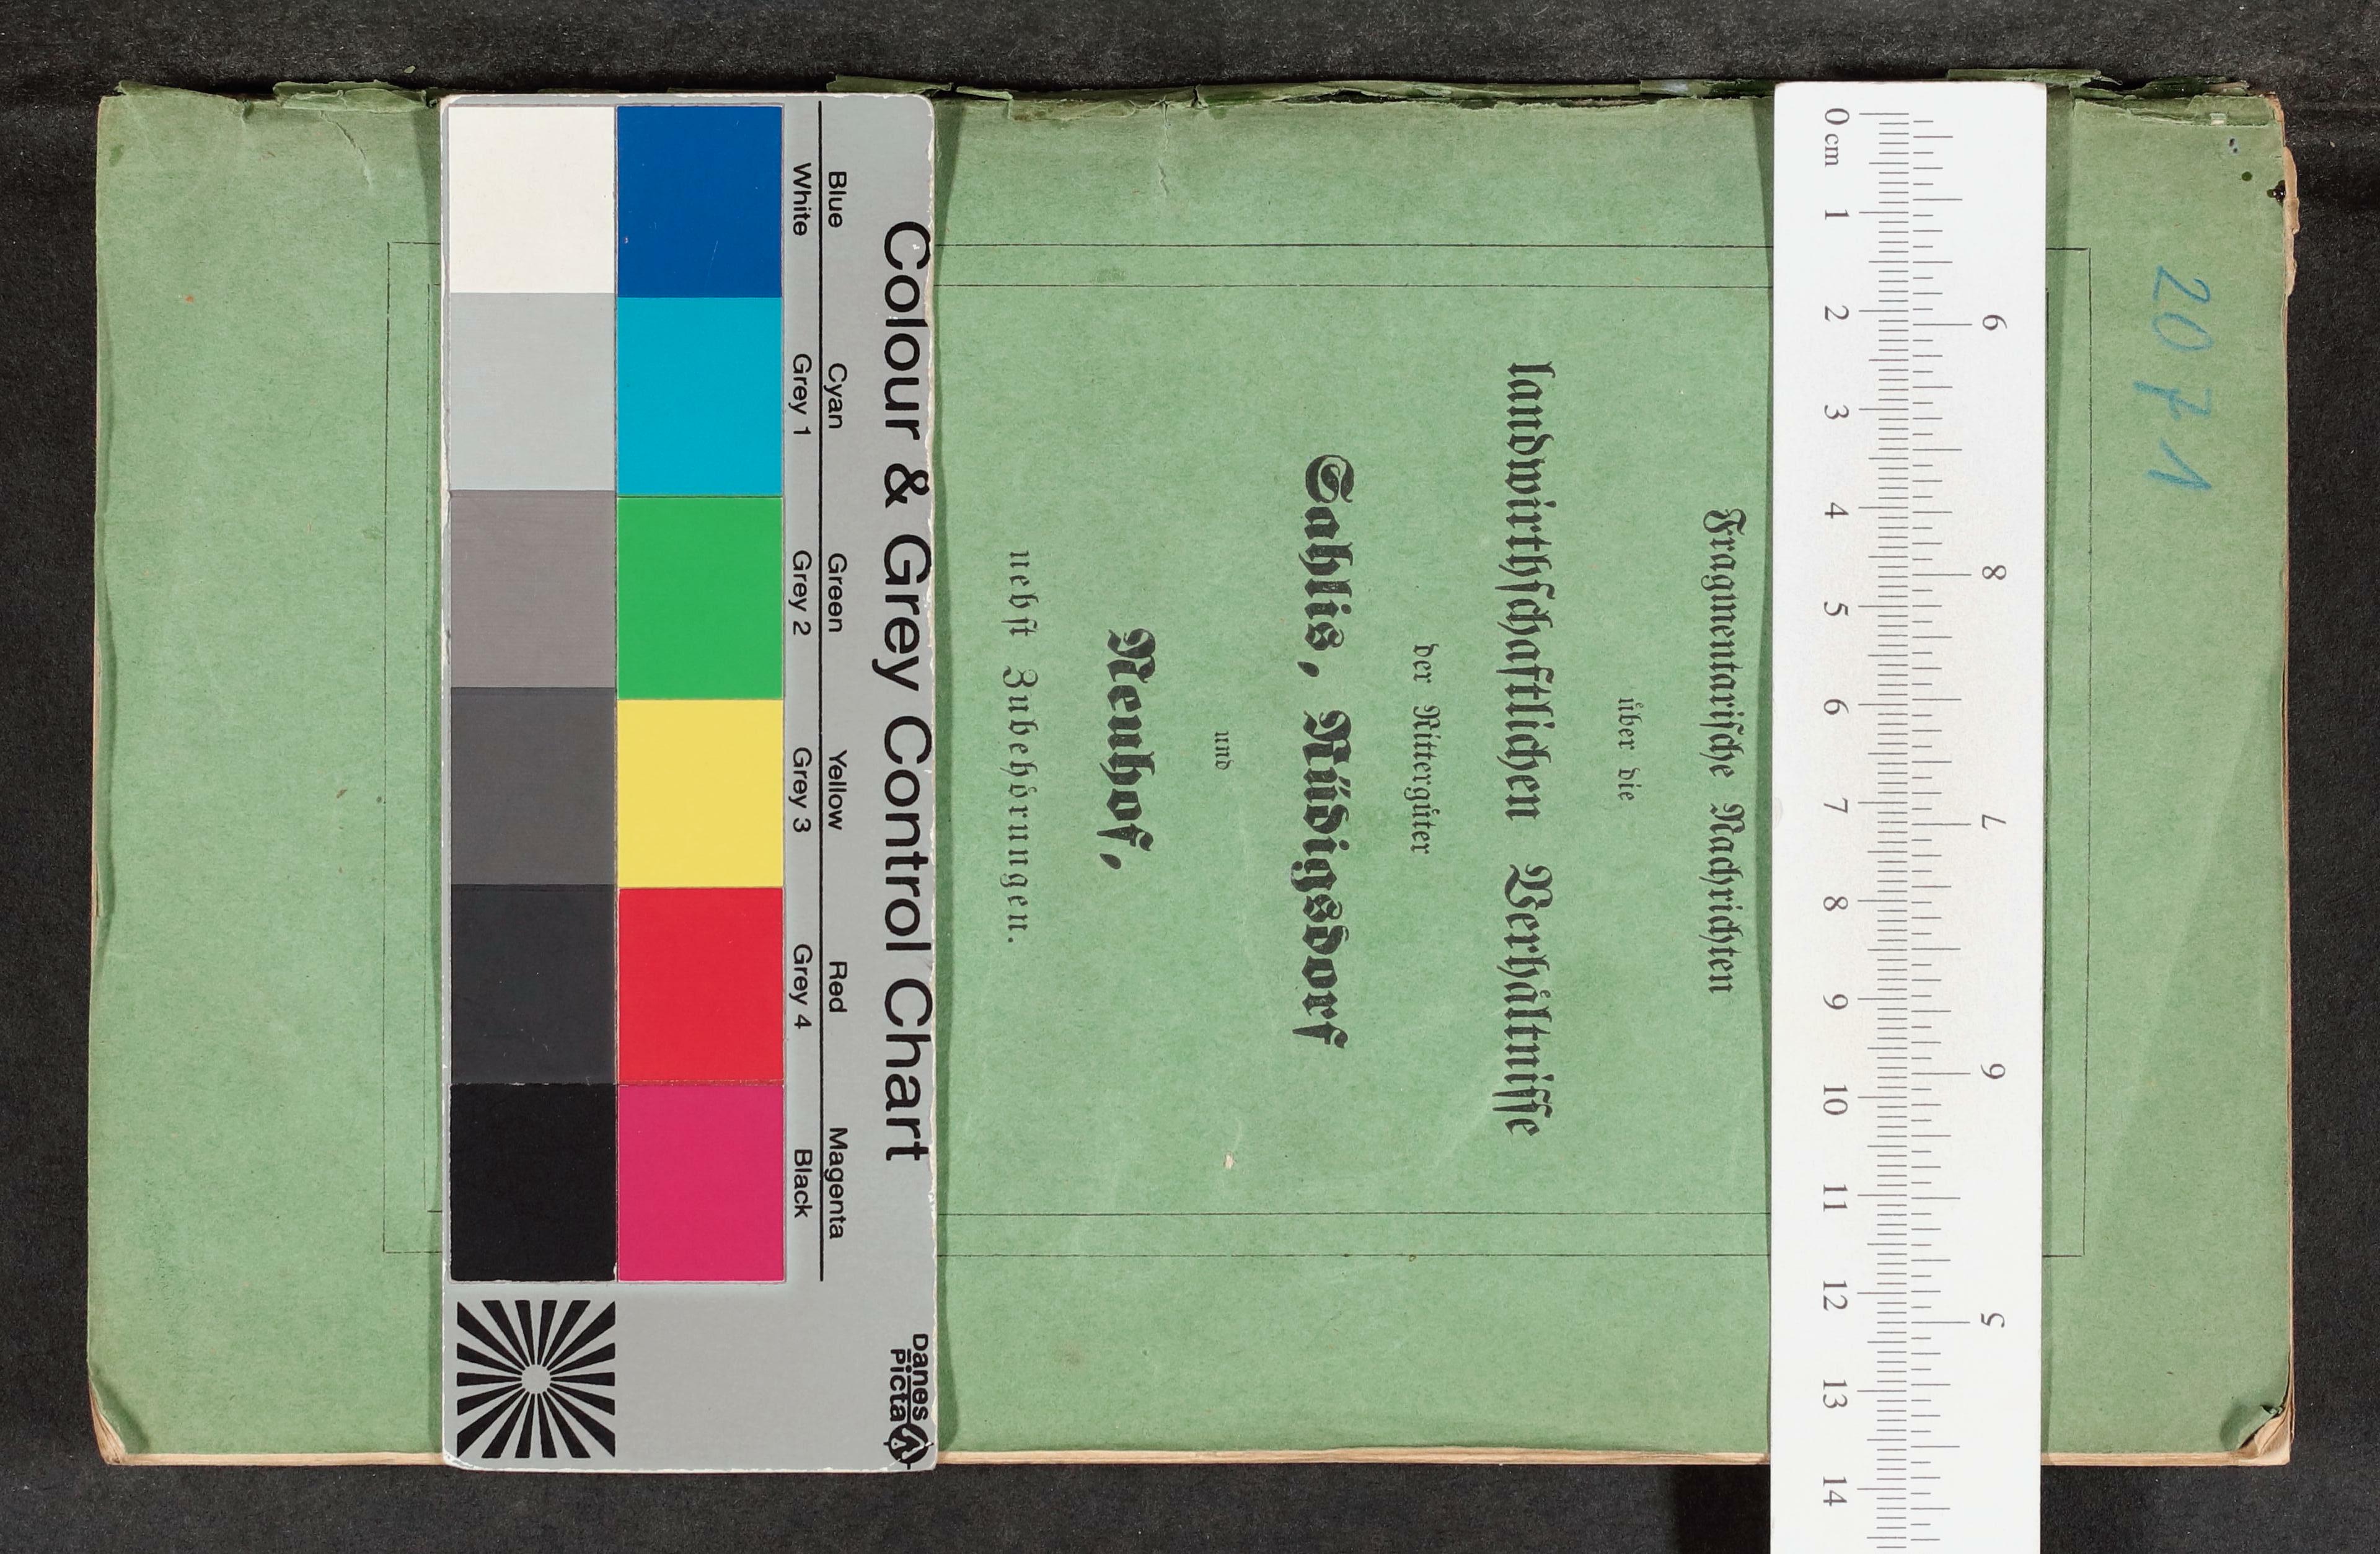 2071
0 cm 1 2 3 4 5 6 7 8 9 10 11 12 13 14
9 8 7 6 5
Fragmentariſche Nachrichten
über die
landwirthſchaftlichen Verhältniſſe
der Rittergüter
Sahlis, Rüdigsdorf
und
Neuhof,
nebſt Zubehörungen.
Colour & Grey Control Chart
Danes
Picta
Blue Cyan Green Yellow Red Magenta
White Grey 1 Grey 2 Grey 3 Grey 4 Black